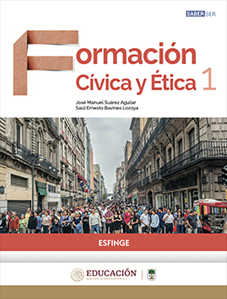 SABER SER
Formación
Cívica y Ética 1
José Manuel Suárez Aguilar
Saúl Ernesto Bavines Lozoya
ESFINGE
EDUCACIÓN